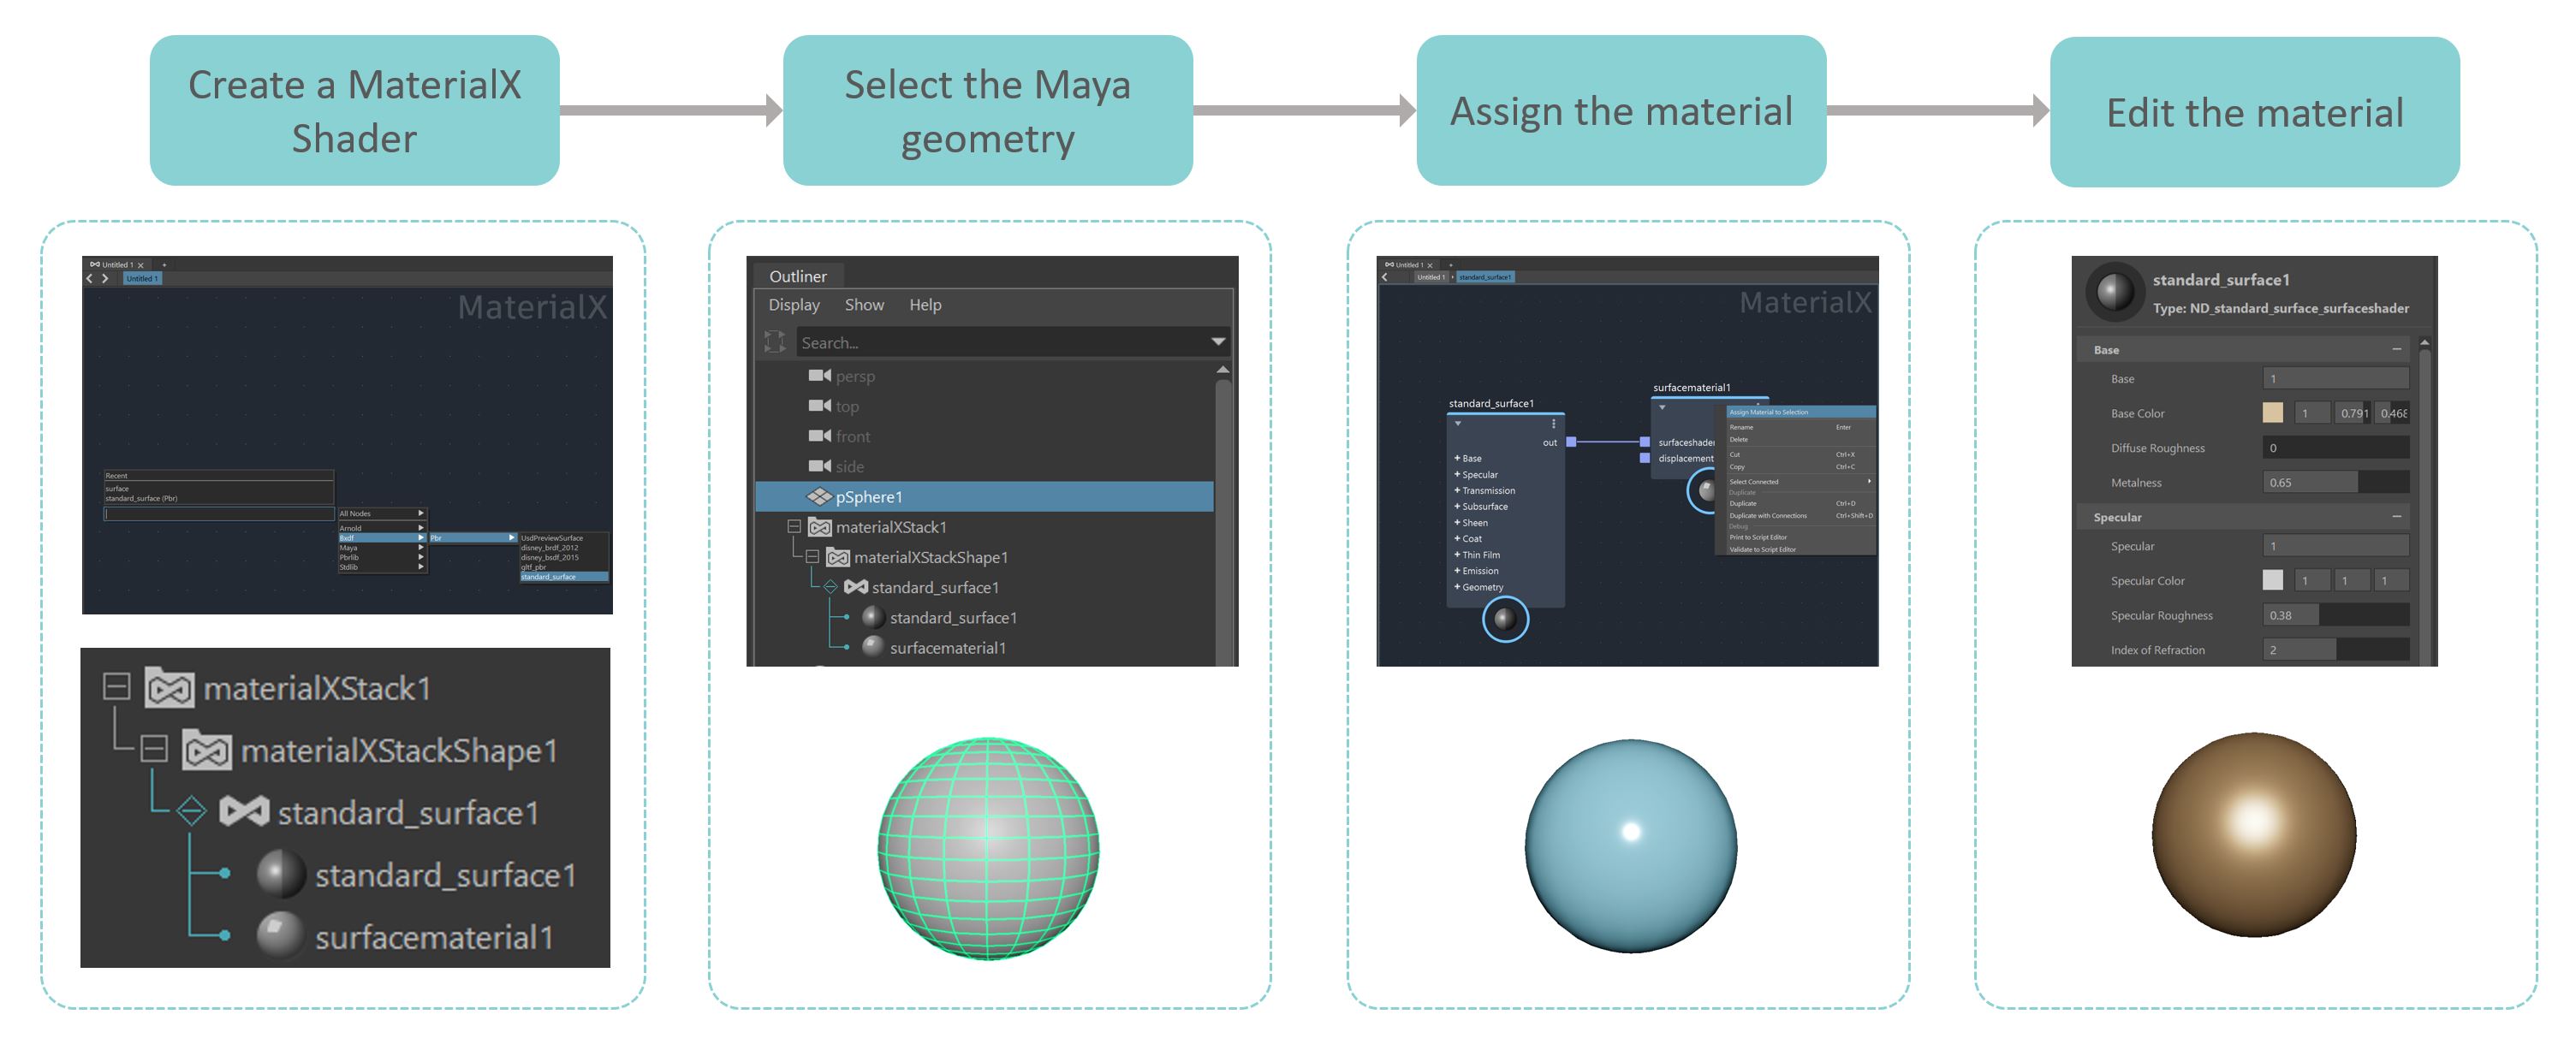 Create a MaterialX
Shader
Select the Maya
geometry
Assign the material
Edit the material
Untitled 1
Untitled 1
MaterialX
Recent
surface
standard_surface (Pbr)
All Nodes
Arnold
Bxdf
Maya
Pbrlib
Stdlib
Pbr
UsdPreviewSurface
disney_brdf_2012
disney_bsdf_2015
gltf_pbr
standard_surface
materialXStack1
materialXStackShape1
standard_surface1
standard_surface1
surfacematerial1
Outliner
Display Show Help
Search...
persp
top
front
side
pSphere1
materialXStack1
materialXStackShape1
standard_surface1
standard_surface1
surfacematerial1
Untitled 1
Untitled 1 standard_surface1
MaterialX
standard_surface1
out
+ Base
+ Specular
+ Transmission
+ Subsurface
+ Sheen
+ Coat
+ Thin Film
+ Emission
+ Geometry
surfacematerial1
surfaceshader
displacement
Assign Material to Selection
Rename Enter
Delete
Cut Ctrl+X
Copy Ctrl+C
Select Connected
Duplicate
Duplicate Ctrl+D
Duplicate with Connections Ctrl+Shift+D
Debug
Print to Script Editor
Validate to Script Editor
standard_surface1
Type: ND_standard_surface_surfaceshader
Base
Base 1
Base Color 1 0.791 0.468
Diffuse Roughness 0
Metalness 0.65
Specular
Specular 1
Specular Color 1 1 1
Specular Roughness 0.38
Index of Refraction 2